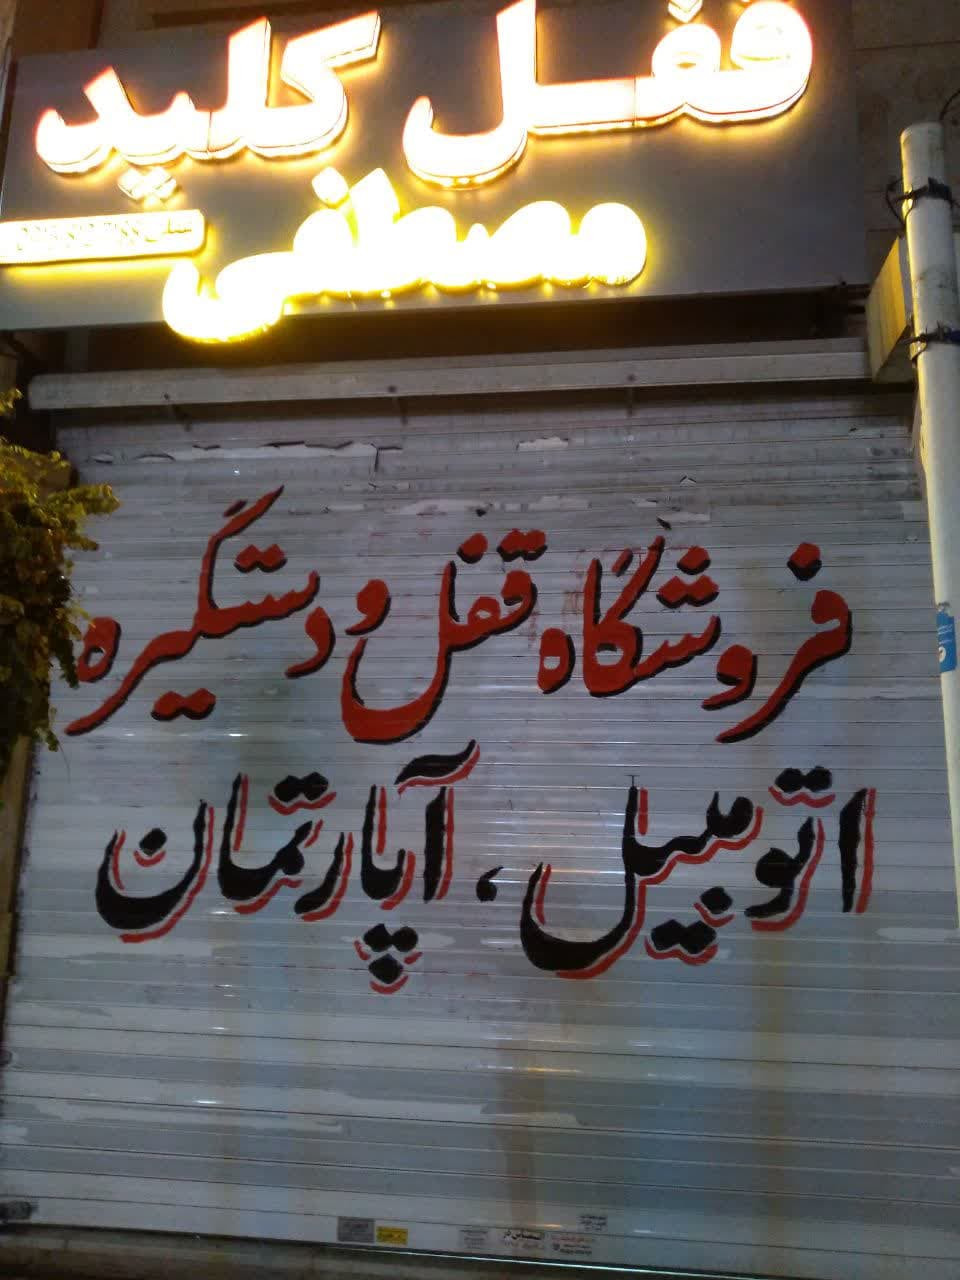 قفل کلید
مصطفی
فروشگاه قفل و دستگیره
اتومبیل ، آپارتمان